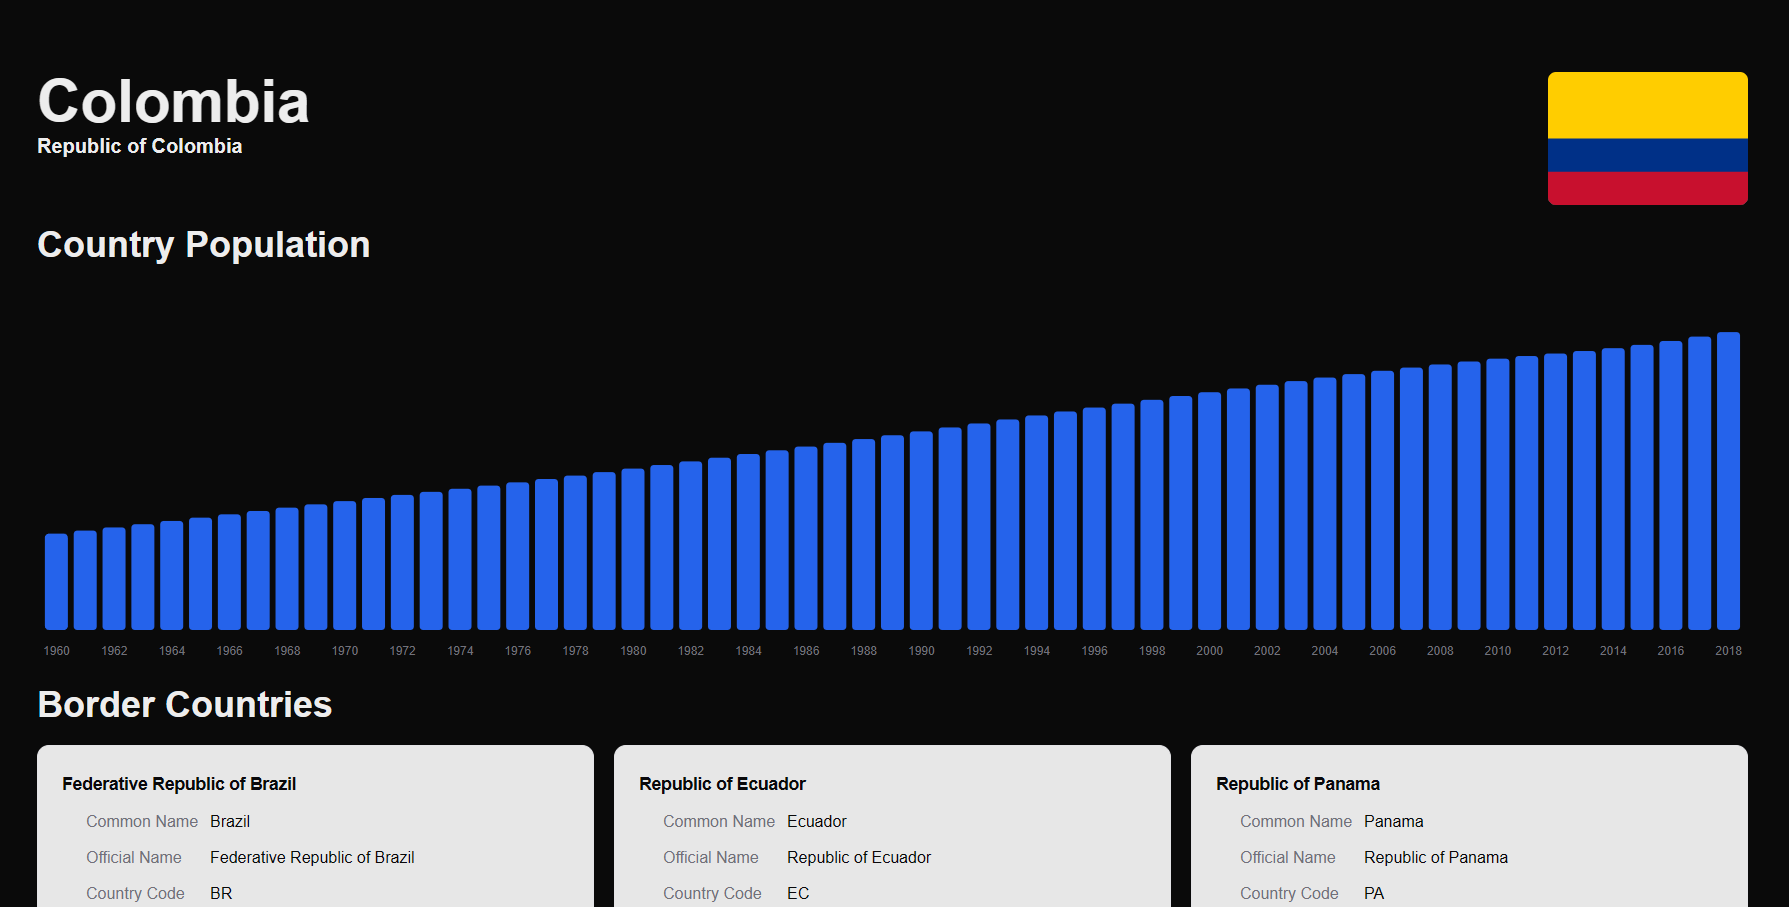 Colombia
Republic of Colombia
Country Population
1960 1962 1964 1966 1968 1970 1972 1974 1976 1978 1980 1982 1984 1986 1988 1990 1992 1994 1996 1998 2000 2002 2004 2006 2008 2010 2012 2014 2016 2018
Border Countries
Federative Republic of Brazil
Common Name Brazil
Official Name Federative Republic of Brazil
Country Code BR
Republic of Ecuador
Common Name Ecuador
Official Name Republic of Ecuador
Country Code EC
Republic of Panama
Common Name Panama
Official Name Republic of Panama
Country Code PA